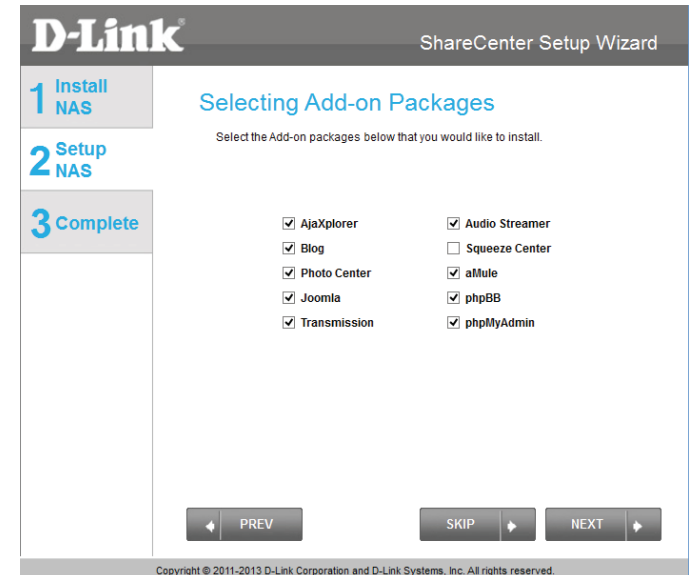 D-Link®
ShareCenter Setup Wizard
1 Install
NAS
2 Setup
NAS
3 Complete
Selecting Add-on Packages
Select the Add-on packages below that you would like to install.
AjaXplorer
Audio Streamer
Blog
Squeeze Center
Photo Center
aMule
Joomla
phpBB
Transmission
phpMyAdmin
PREV
SKIP
NEXT
Copyright © 2011-2013 D-Link Corporation and D-Link Systems, Inc. All rights reserved.